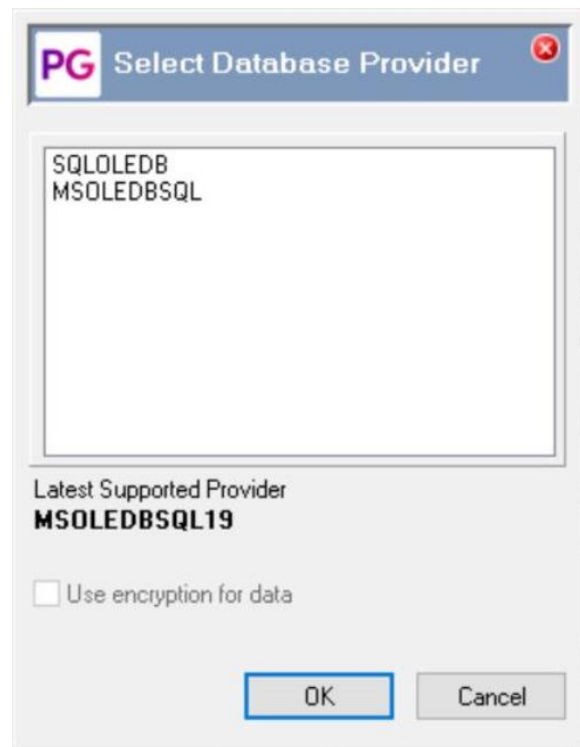 PG Select Database Provider
SQLOLEDB
MSOLEDBSQL
Latest Supported Provider
MSOLEDBSQL19
Use encryption for data
OK Cancel